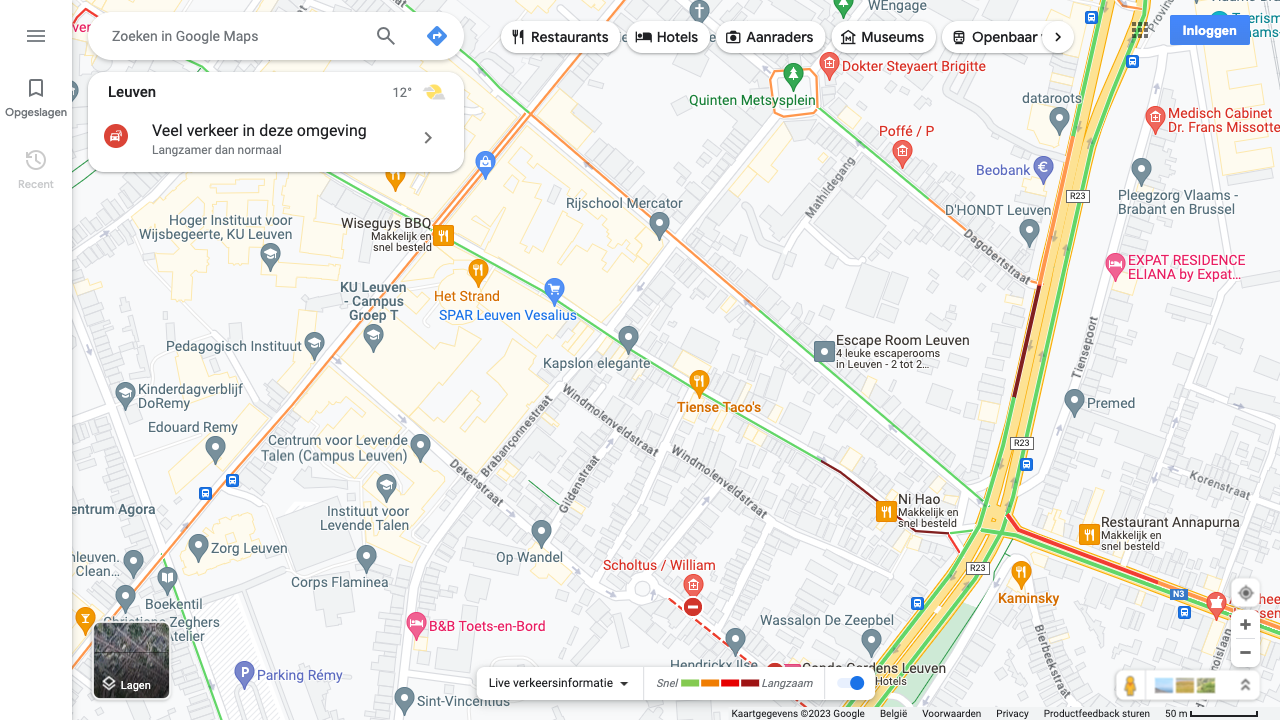 Zoeken in Google Maps
Restaurants
Hotels
Aanraders
Museums
Openbaar
Inloggen
WEngage
Opgeslagen
Recent
Leuven
12°
Veel verkeer in deze omgeving
Langzamer dan normaal
Dokter Steyaert Brigitte
Quinten Metsysplein
dataroots
Medisch Cabinet
Dr. Frans Missotte
Poffé / P
Beobank
Mathildegang
R23
Pleegzorg Vlaams -
Brabant en Brussel
Rijschool Mercator
D'HONDT Leuven
Hoger Instituut voor
Wijsbegeerte, KU Leuven
Wiseguys BBQ
Makkelijk en
snel besteld
Dagobertstraat
EXPAT RESIDENCE
ELIANA by Expat...
KU Leuven
- Campus
Groep T
Het Strand
SPAR Leuven Vesalius
Pedagogisch Instituut
Kapslon elegante
Escape Room Leuven
4 leuke escaperooms
in Leuven - 2 tot 2...
Tiensepoort
Kinderdagverblijf
DoRemy
Tiense Taco's
Premed
Windmolenveldstraat
Brabançonnestraat
Edouard Remy
Centrum voor Levende
Talen (Campus Leuven)
R23
Windmolenveldstraat
Dekenstraat
Gildenstraat
Korenstraat
entrum Agora
Instituut voor
Levende Talen
Ni Hao
Makkelijk en
snel besteld
Restaurant Annapurna
Makkelijk en
snel besteld
Zorg Leuven
Op Wandel
Corps Flaminea
Scholtus / William
R23
Kaminsky
N3
Clean...
Boekentil
Christiane Zeghers
Atelier
B&B Toets-en-Bord
Wassalon De Zeepbel
Bierbeekstraat
Hendrickx Ilse
Condo Gardens Leuven
Hotels
Parking Rémy
Sint-Vincentius
Lagen
Live verkeersinformatie
Snel
Langzaam
Kaartgegevens ©2023 Google
België
Voorwaarden
Privacy
Productfeedback sturen
50 m